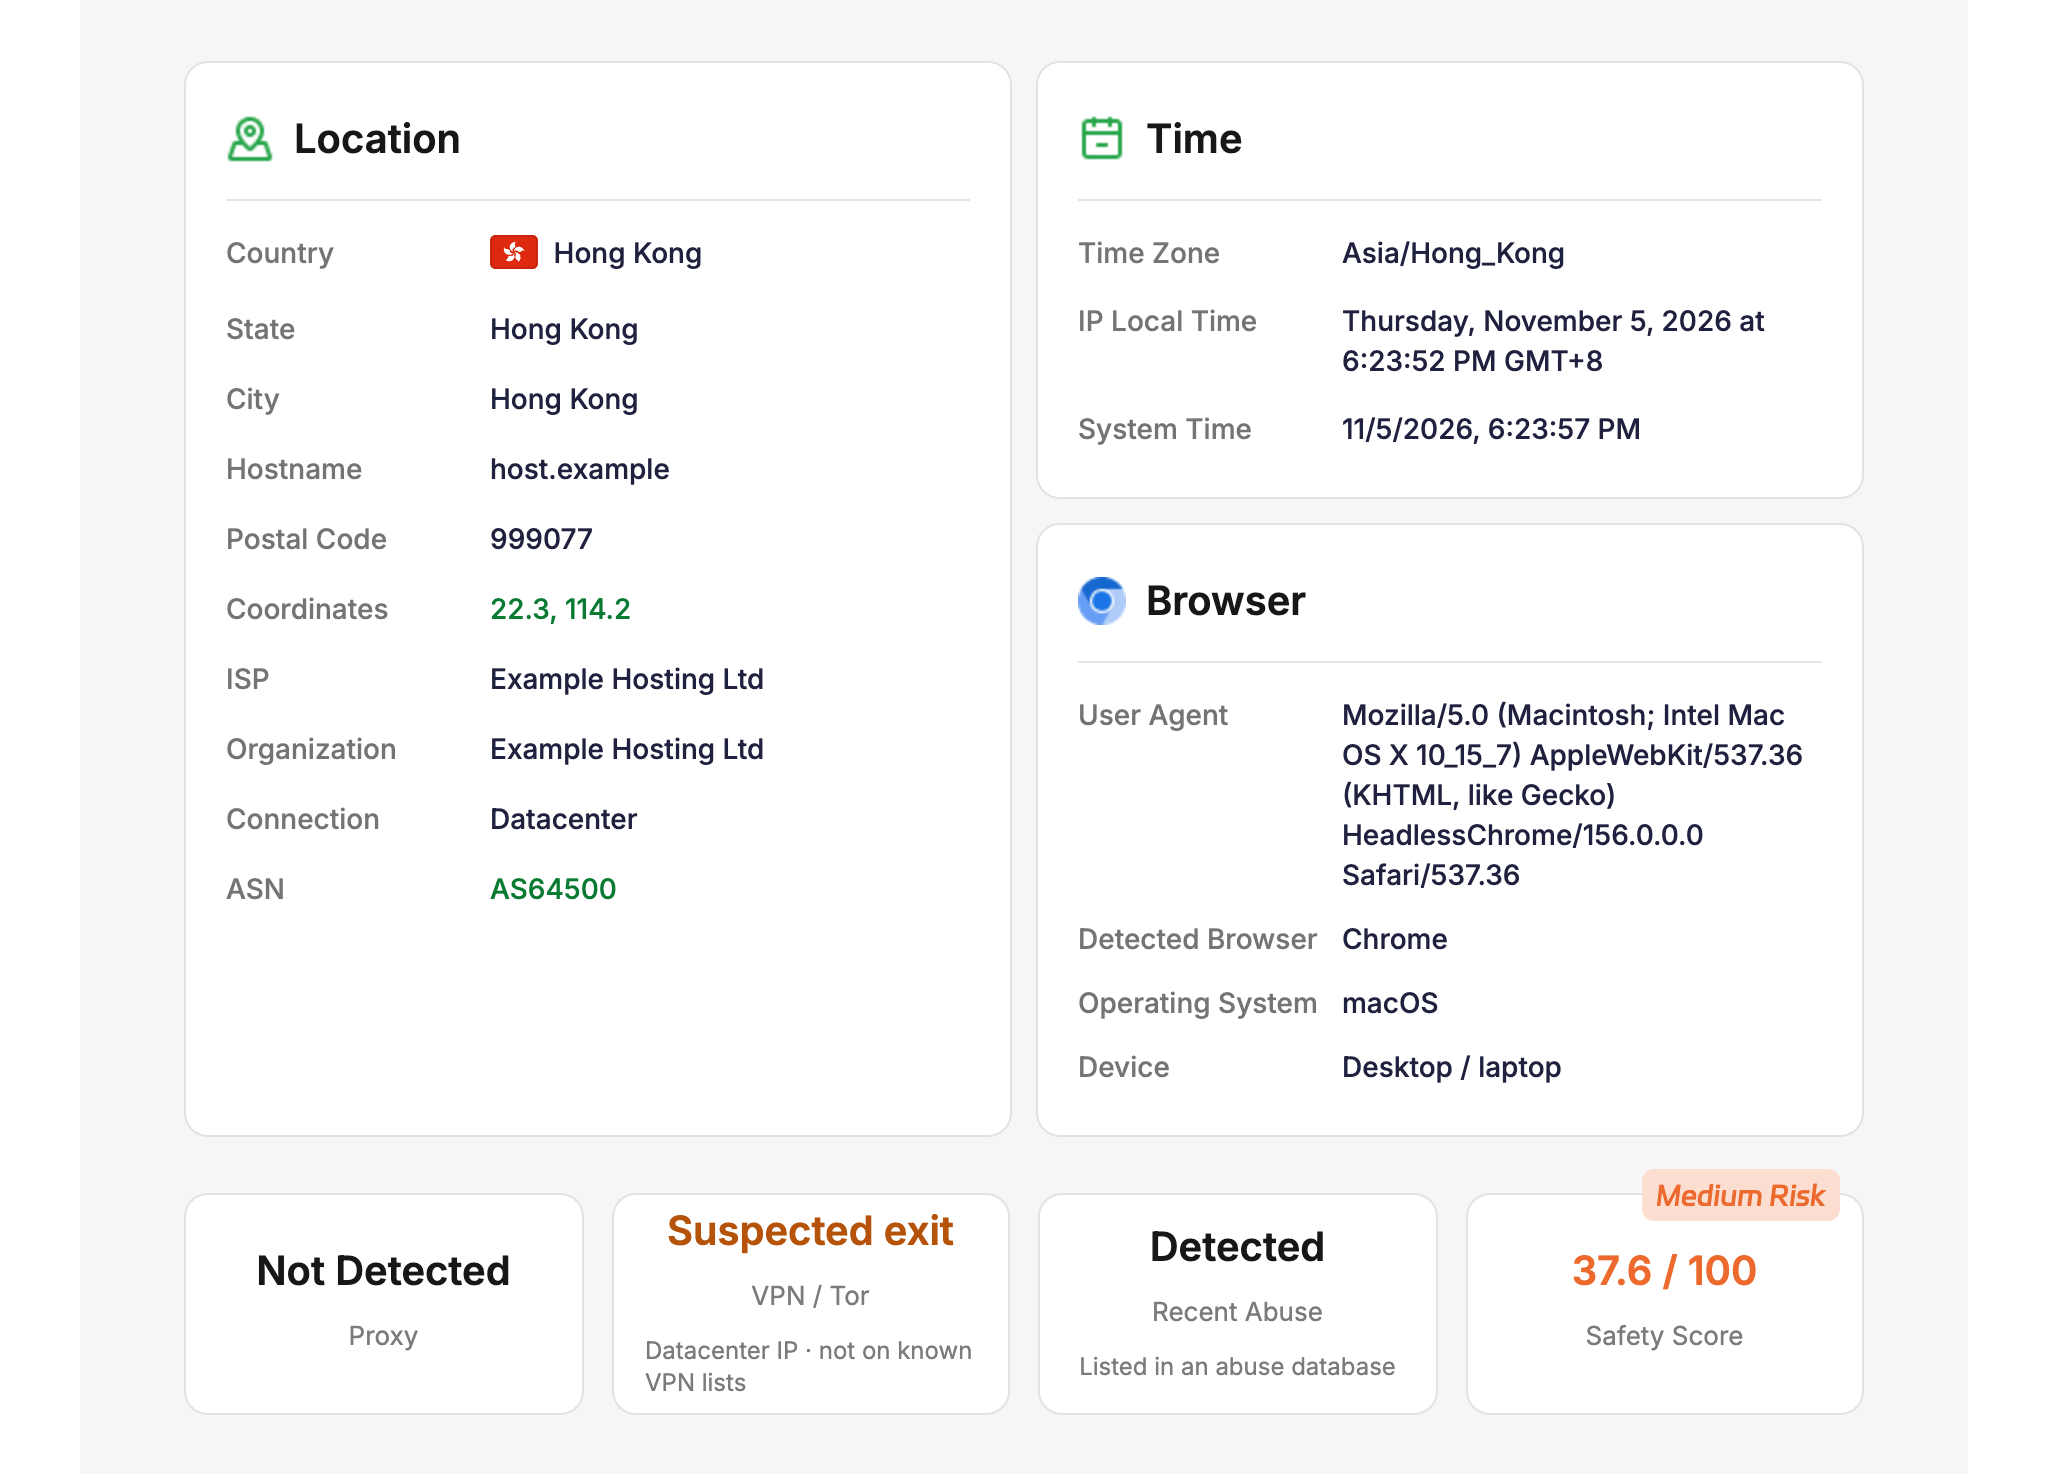 Location
Country Hong Kong
State Hong Kong
City Hong Kong
Hostname host.example
Postal Code 999077
Coordinates 22.3, 114.2
ISP Example Hosting Ltd
Organization Example Hosting Ltd
Connection Datacenter
ASN AS64500
Time
Time Zone Asia/Hong_Kong
IP Local Time Thursday, November 5, 2026 at
6:23:52 PM GMT+8
System Time 11/5/2026, 6:23:57 PM
Browser
User Agent Mozilla/5.0 (Macintosh; Intel Mac
OS X 10_15_7) AppleWebKit/537.36
(KHTML, like Gecko)
HeadlessChrome/156.0.0.0
Safari/537.36
Detected Browser Chrome
Operating System macOS
Device Desktop / laptop
Not Detected
Proxy
Suspected exit
VPN / Tor
Datacenter IP · not on known
VPN lists
Detected
Recent Abuse
Listed in an abuse database
Medium Risk
37.6 / 100
Safety Score